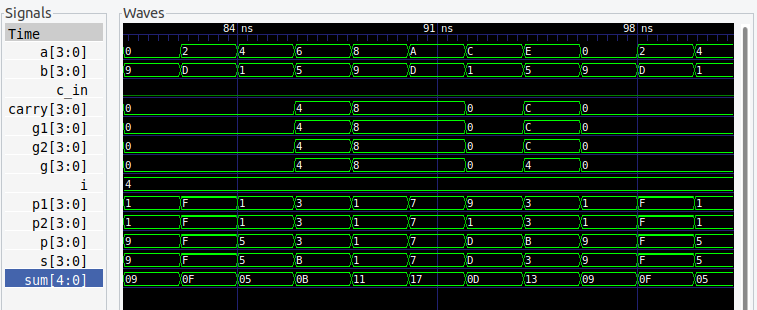 Signals Waves
Time 84 ns 91 ns 98 ns
a[3:0] 0 2 4 6 8 A C E 0 2 4
b[3:0] 9 D 1 5 9 D 1 5 9 D 1
c_in
carry[3:0] 0 4 8 0 C 0
g1[3:0] 0 4 8 0 C 0
g2[3:0] 0 4 8 0 C 0
g[3:0] 0 4 8 0 4 0
i 4
p1[3:0] 1 F 1 3 1 7 9 3 1 F 1
p2[3:0] 1 F 1 3 1 7 1 3 1 F 1
p[3:0] 9 F 5 3 1 7 D B 9 F 5
s[3:0] 9 F 5 B 1 7 D 3 9 F 5
sum[4:0] 09 0F 05 0B 11 17 0D 13 09 0F 05